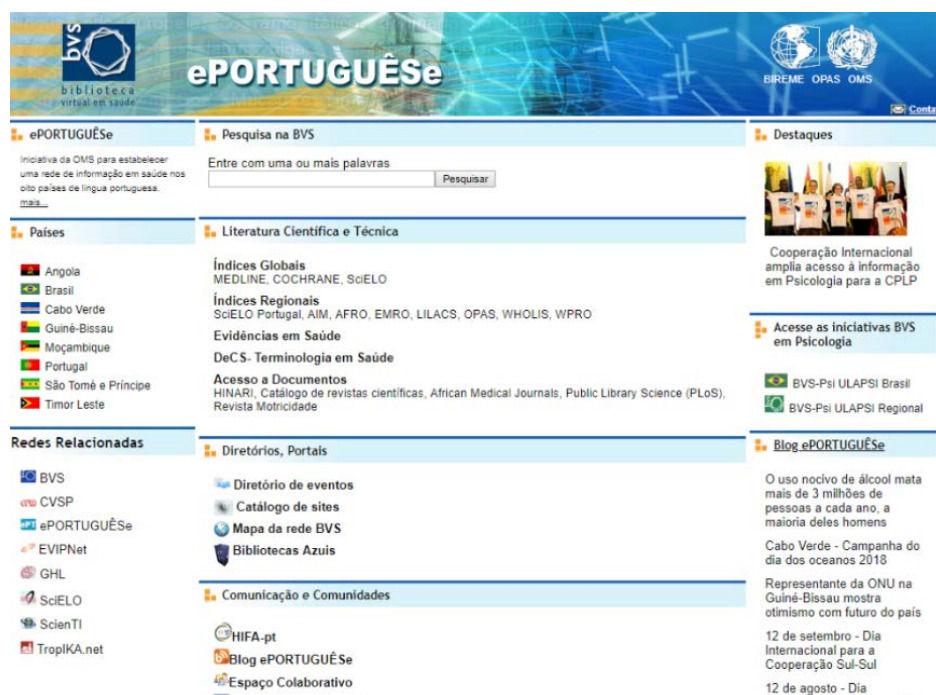 bvs
biblioteca
virtual em saúde
ePORTUGUÊSe
BIREME OPAS OMS
Conta
ePORTUGUÊSe
Iniciativa da OMS para estabelecer
uma rede de informação em saúde nos
oito países de língua portuguesa.
mais...
Países
Angola
Brasil
Cabo Verde
Guiné-Bissau
Moçambique
Portugal
São Tomé e Príncipe
Timor Leste
Redes Relacionadas
BVS
CVSP
ePORTUGUÊSe
EVIPNet
GHL
SciELO
ScienTI
TropIKA.net
Pesquisa na BVS
Entre com uma ou mais palavras
Pesquisar
Literatura Científica e Técnica
Índices Globais
MEDLINE, COCHRANE, SciELO
Índices Regionais
SciELO Portugal, AIM, AFRO, EMRO, LILACS, OPAS, WHOLIS, WPRO
Evidências em Saúde
DeCS- Terminologia em Saúde
Acesso a Documentos
HINARI, Catálogo de revistas científicas, African Medical Journals, Public Library Science (PLoS),
Revista Motricidade
Diretórios, Portais
Diretório de eventos
Catálogo de sites
Mapa da rede BVS
Bibliotecas Azuis
Comunicação e Comunidades
HIFA-pt
Blog ePORTUGUÊSe
Espaço Colaborativo
Destaques
Cooperação Internacional
amplia acesso à informação
em Psicologia para a CPLP
Acesse as iniciativas BVS
em Psicologia
BVS-Psi ULAPSI Brasil
BVS-Psi ULAPSI Regional
Blog ePORTUGUÊSe
O uso nocivo de álcool mata
mais de 3 milhões de
pessoas a cada ano, a
maioria deles homens
Cabo Verde - Campanha do
dia dos oceanos 2018
Representante da ONU na
Guiné-Bissau mostra
otimismo com futuro do país
12 de setembro - Dia
Internacional para a
Cooperação Sul-Sul
12 de agosto - Dia